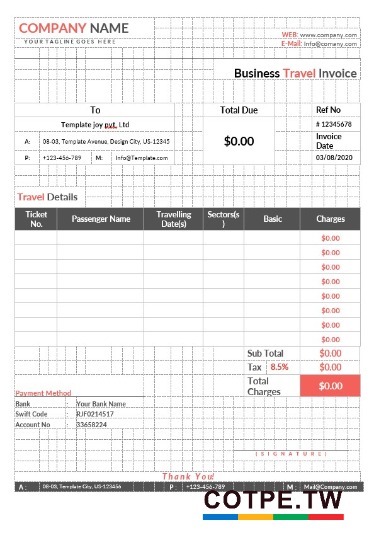 COMPANY NAME
YOUR TAGLINE GOES HERE
WEB: www.company.com
E-Mail: Info@comany.com
Business Travel Invoice
To Total Due Ref No
Template joy pvt, Ltd # 12345678
A: 08-03, Template Avenue, Design City, US-12345 $0.00 Invoice Date
P: +123-456-789 M: Info@Template.com 03/08/2020
Travel Details
Ticket No. Passenger Name Travelling Date(s) Sectors(s) Basic Charges
$0.00
$0.00
$0.00
$0.00
$0.00
$0.00
$0.00
$0.00
Sub Total $0.00
Tax 8.5% $0.00
Total Charges $0.00
Payment Method
Bank : Your Bank Name
Swift Code : RJF0214517
Account No : 33658224
(SIGNATURE)
Thank You!
A : 08-03, Template City, US-123456 P : +123-456-789 M : Mail@Company.com
COTPE.TW